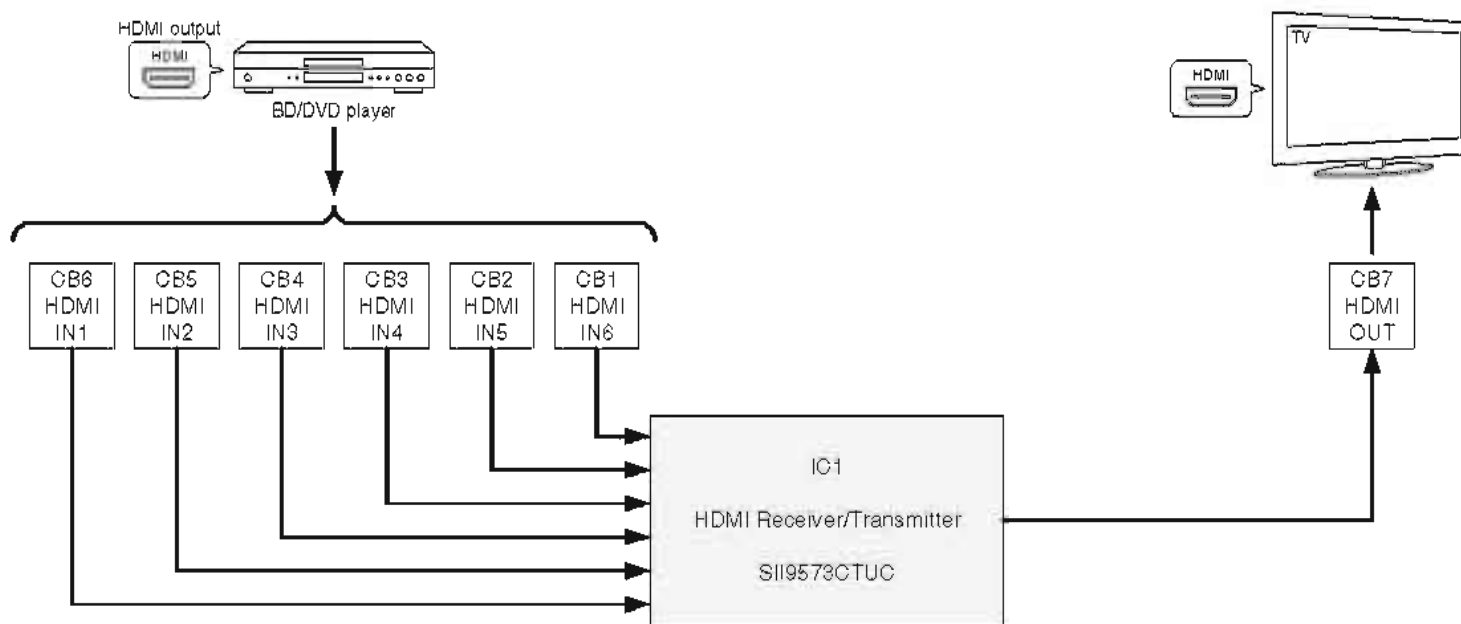 HDMI output
HDMI
BD/DVD player
TV
HDMI
CB6
HDMI
IN1
CB5
HDMI
IN2
CB4
HDMI
IN3
CB3
HDMI
IN4
CB2
HDMI
IN5
CB1
HDMI
IN6
CB7
HDMI
OUT
IC1
HDMI Receiver/Transmitter
SII9573CTUC